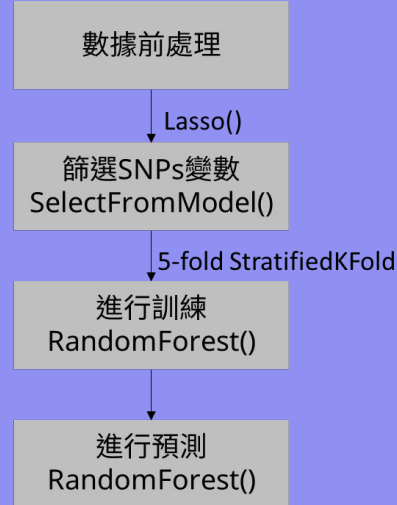 數據前處理
Lasso()
篩選SNPs變數
SelectFromModel()
5-fold StratifiedKFold
進行訓練
RandomForest()
進行預測
RandomForest()